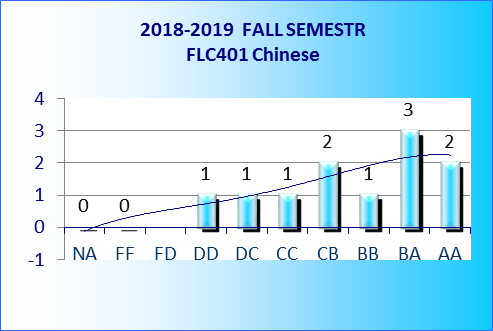 2018-2019 FALL SEMESTR
FLC401 Chinese
4
3
2
1
0
-1
0 0 1 1 1 2 1 3 2
NA FF FD DD DC CC CB BB BA AA